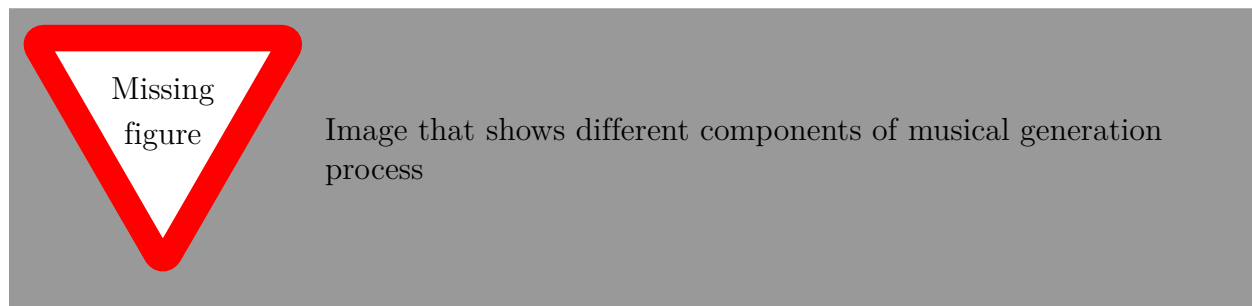 Missing
figure
Image that shows different components of musical generation
process